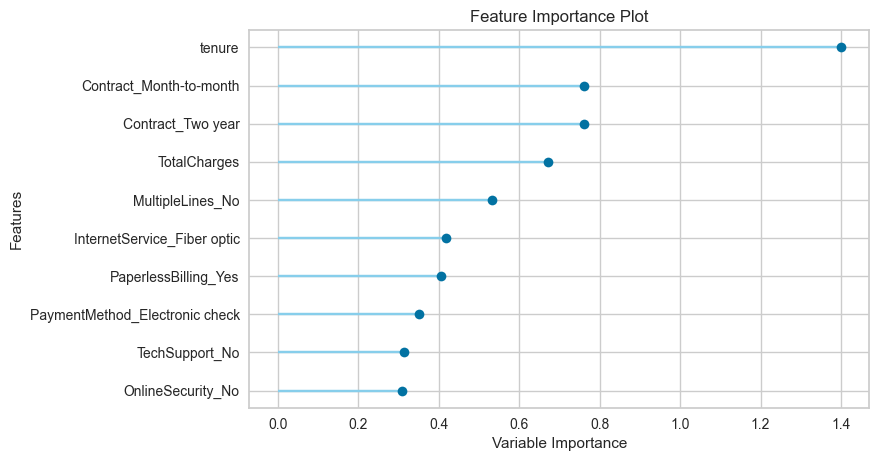 Feature Importance Plot
tenure
Contract_Month-to-month
Contract_Two year
TotalCharges
MultipleLines_No
InternetService_Fiber optic
PaperlessBilling_Yes
PaymentMethod_Electronic check
TechSupport_No
OnlineSecurity_No
Features
0.0 0.2 0.4 0.6 0.8 1.0 1.2 1.4
Variable Importance